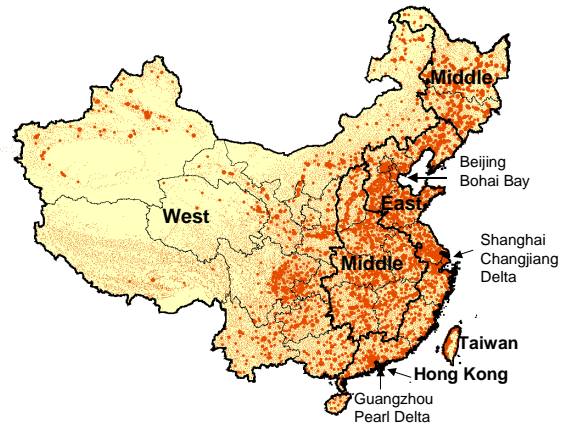 Middle
Beijing
Bohai Bay
East
West
Shanghai
Changjiang
Delta
Middle
Taiwan
Hong Kong
Guangzhou
Pearl Delta